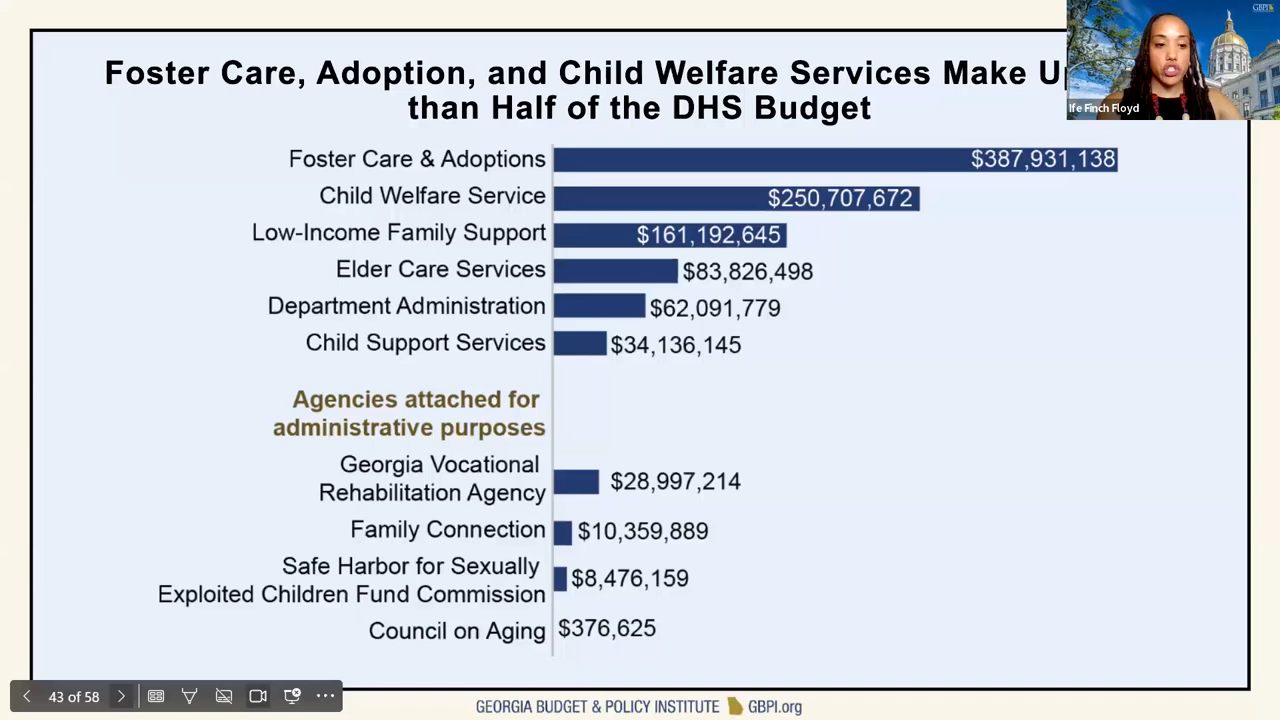 Foster Care, Adoption, and Child Welfare Services Make
than Half of the DHS Budget
GBPI
Ife Finch Floyd
Foster Care & Adoptions $387,931,138
Child Welfare Service $250,707,672
Low-Income Family Support $161,192,645
Elder Care Services $83,826,498
Department Administration $62,091,779
Child Support Services $34,136,145
Agencies attached for
administrative purposes
Georgia Vocational
Rehabilitation Agency $28,997,214
Family Connection $10,359,889
Safe Harbor for Sexually
Exploited Children Fund Commission $8,476,159
Council on Aging $376,625
43 of 58
GEORGIA BUDGET & POLICY INSTITUTE GBPI.org